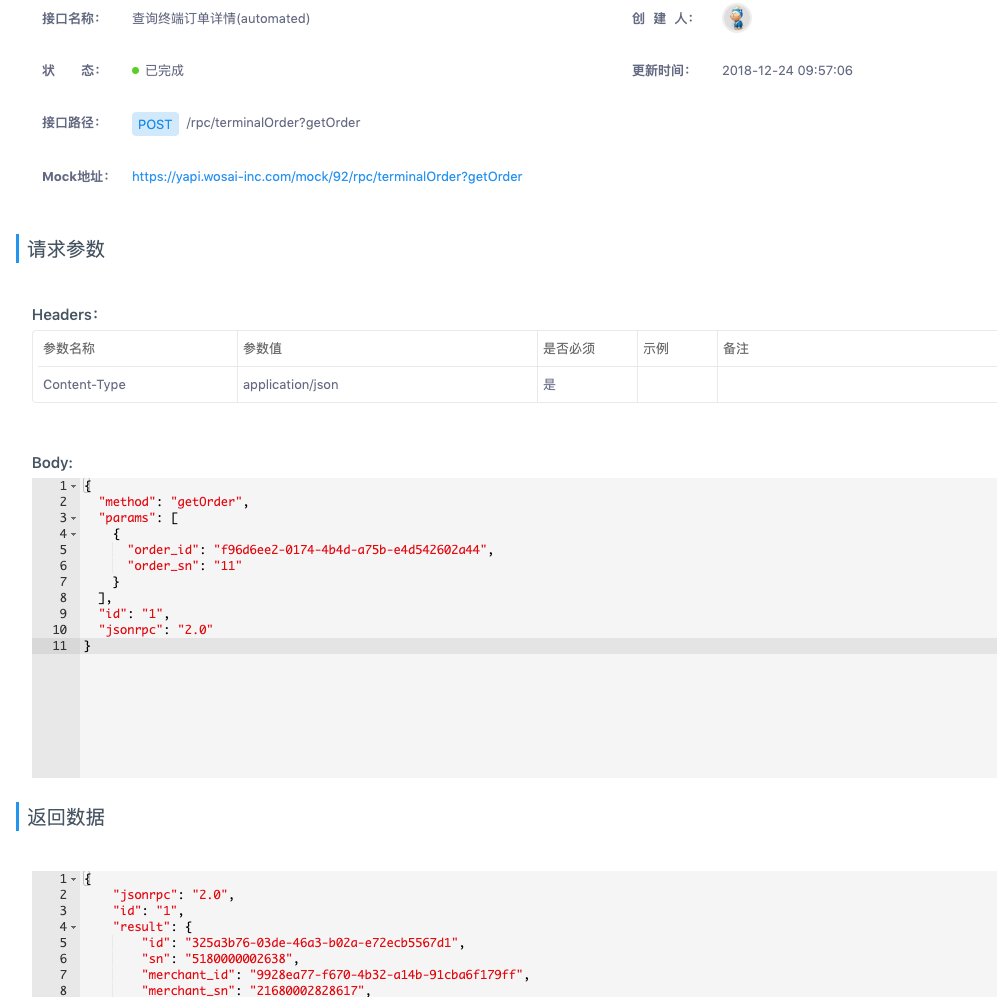 接口名称： 查询终端订单详情(automated) 创 建 人：
状 态： 已完成 更新时间： 2018-12-24 09:57:06
接口路径： POST /rpc/terminalOrder?getOrder
Mock地址： https://yapi.wosai-inc.com/mock/92/rpc/terminalOrder?getOrder
请求参数
Headers：
参数名称 参数值 是否必须 示例 备注
Content-Type application/json 是
Body:
1 {
2 "method": "getOrder",
3 "params": [
4 {
5 "order_id": "f96d6ee2-0174-4b4d-a75b-e4d542602a44",
6 "order_sn": "11"
7 }
8 ],
9 "id": "1",
10 "jsonrpc": "2.0"
11 }
返回数据
1 {
2 "jsonrpc": "2.0",
3 "id": "1",
4 "result": {
5 "id": "325a3b76-03de-46a3-b02a-e72ecb5567d1",
6 "sn": "5180000002638",
7 "merchant_id": "9928ea77-f670-4b32-a14b-91cba6f179ff",
8 "merchant_sn": "21680002828617",